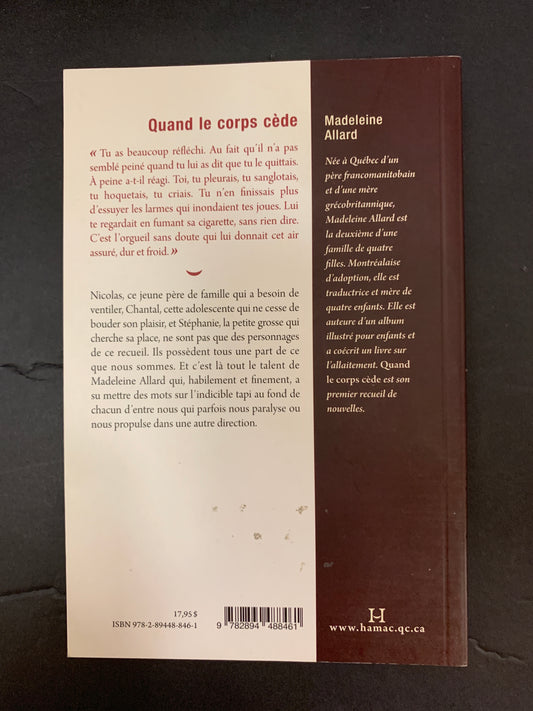 Quand le corps cède
« Tu as beaucoup réfléchi. Au fait qu'il n'a pas
semblé peiné quand tu lui as dit que tu le quittais.
À peine a-t-il réagi. Toi, tu pleurais, tu sanglotais,
tu hoquetais, tu criais. Tu n'en finissais plus
d'essuyer les larmes qui inondaient tes joues. Lui
te regardait en fumant sa cigarette, sans rien dire.
C'est l'orgueil sans doute qui lui donnait cet air
assuré, dur et froid. »
Nicolas, ce jeune père de famille qui a besoin de
ventiler, Chantal, cette adolescente qui ne cesse de
bouder son plaisir, et Stéphanie, la petite grosse qui
cherche sa place, ne sont pas que des personnages
de ce recueil. Ils possèdent tous une part de ce
que nous sommes. Et c'est là tout le talent de
Madeleine Allard qui, habilement et finement, a
su mettre des mots sur l'indicible tapi au fond de
chacun d'entre nous qui parfois nous paralyse ou
nous propulse dans une autre direction.
17,95 $
ISBN 978-2-89448-846-1
9 782894 488461
Madeleine
Allard
Née à Québec d'un
père francomanitobain
et d'une mère
grécobritannique,
Madeleine Allard est
la deuxième d'une
famille de quatre
filles. Montréalaise
d'adoption, elle est
traductrice et mère de
quatre enfants. Elle est
auteure d'un album
illustré pour enfants et
a coécrit un livre sur
l'allaitement. Quand
le corps cède est son
premier recueil de
nouvelles.
H
www.hamac.qc.ca